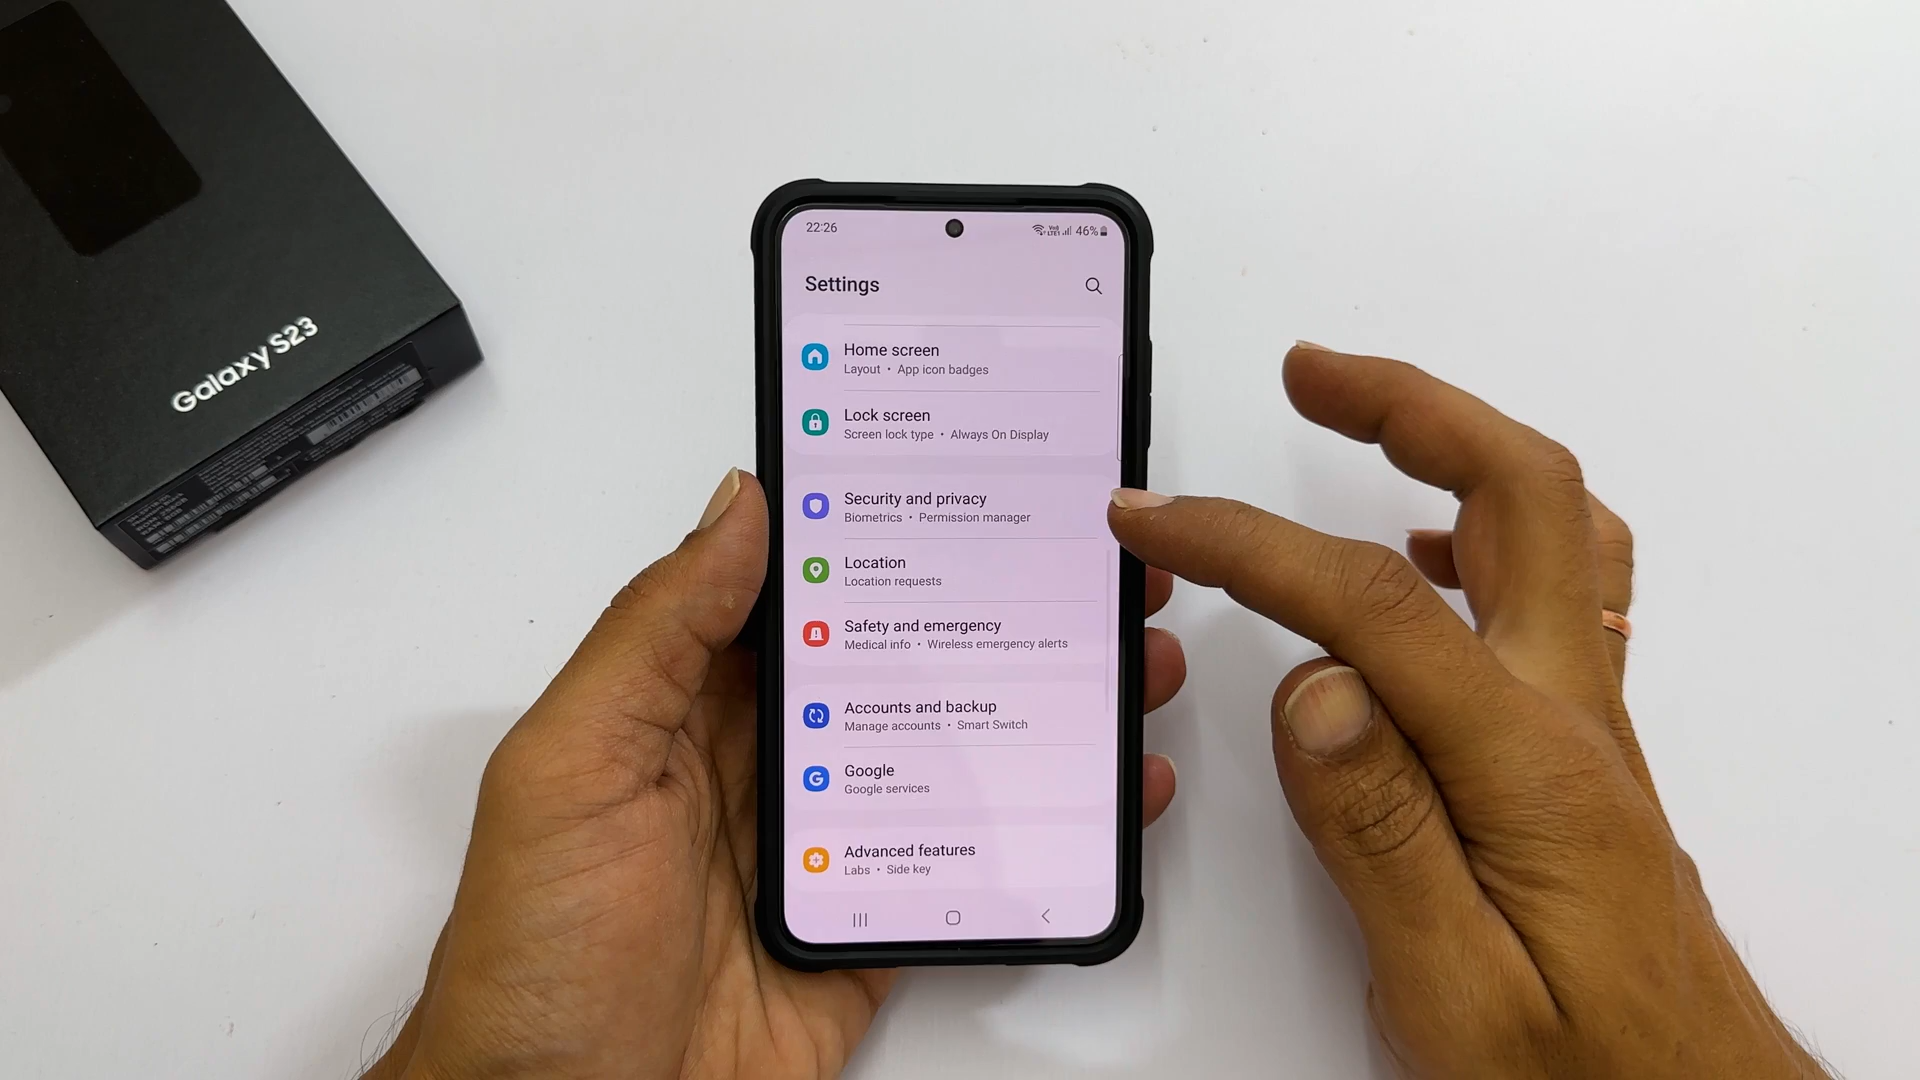 Galaxy S23
22:26
46%
Settings
Home screen
Layout • App icon badges
Lock screen
Screen lock type • Always On Display
Security and privacy
Biometrics • Permission manager
Location
Location requests
Safety and emergency
Medical info • Wireless emergency alerts
Accounts and backup
Manage accounts • Smart Switch
Google
Google services
Advanced features
Labs • Side key